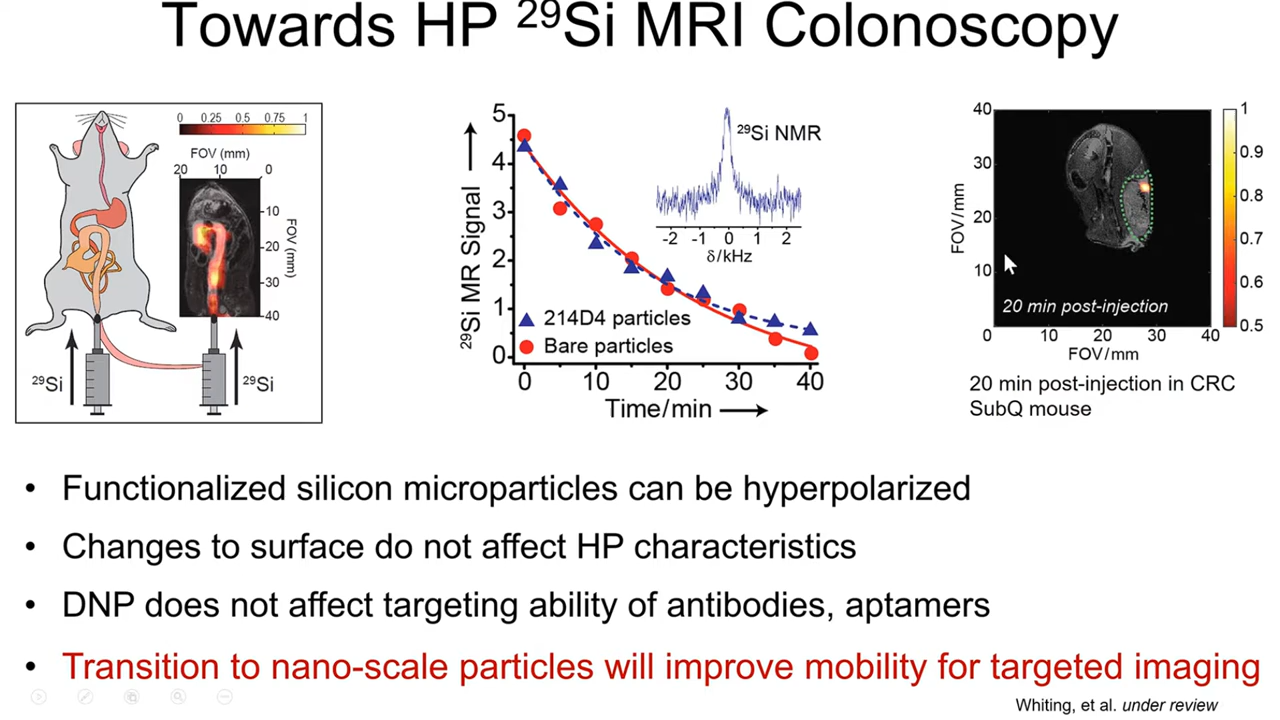 Towards HP ²⁹Si MRI Colonoscopy
0 0.25 0.5 0.75 1
FOV (mm)
20 10 0
10
20
30
40
FOV (mm)
²⁹Si
²⁹Si
5
4
3
2
1
0
²⁹Si MR Signal
²⁹Si NMR
-2 -1 0 1 2
δ/kHz
214D4 particles
Bare particles
0 10 20 30 40
Time/min
40
30
20
10
FOV/mm
20 min post-injection
0 10 20 30 40
FOV/mm
1
0.9
0.8
0.7
0.6
0.5
20 min post-injection in CRC
SubQ mouse
• Functionalized silicon microparticles can be hyperpolarized
• Changes to surface do not affect HP characteristics
• DNP does not affect targeting ability of antibodies, aptamers
• Transition to nano-scale particles will improve mobility for targeted imaging
Whiting, et al. under review